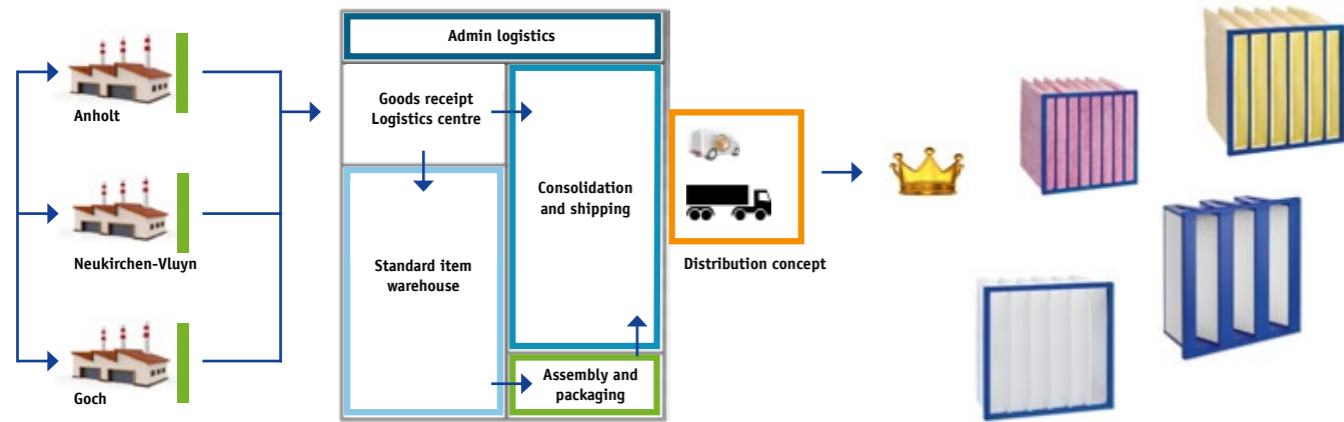 Admin logistics
Anholt
Goods receipt
Logistics centre
Consolidation
and shipping
Neukirchen-Vluyn
Standard item
warehouse
Distribution concept
Goch
Assembly and
packaging